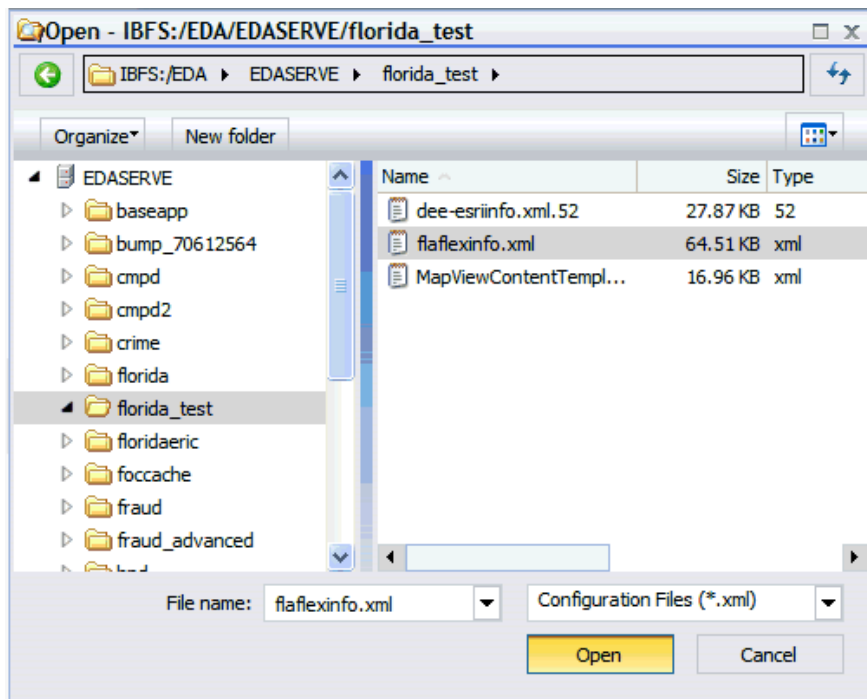 Open - IBFS:/EDA/EDASERVE/florida_test
IBFS:/EDA EDASERVE florida_test
Organize New folder
EDASERVE
baseapp
bump_70612564
cmpd
cmpd2
crime
florida
florida_test
floridaeric
foccache
fraud
fraud_advanced
Name Size Type
dee-esriinfo.xml.52 27.87 KB 52
flaflexinfo.xml 64.51 KB xml
MapViewContentTempl... 16.96 KB xml
File name: flaflexinfo.xml Configuration Files (*.xml)
Open Cancel